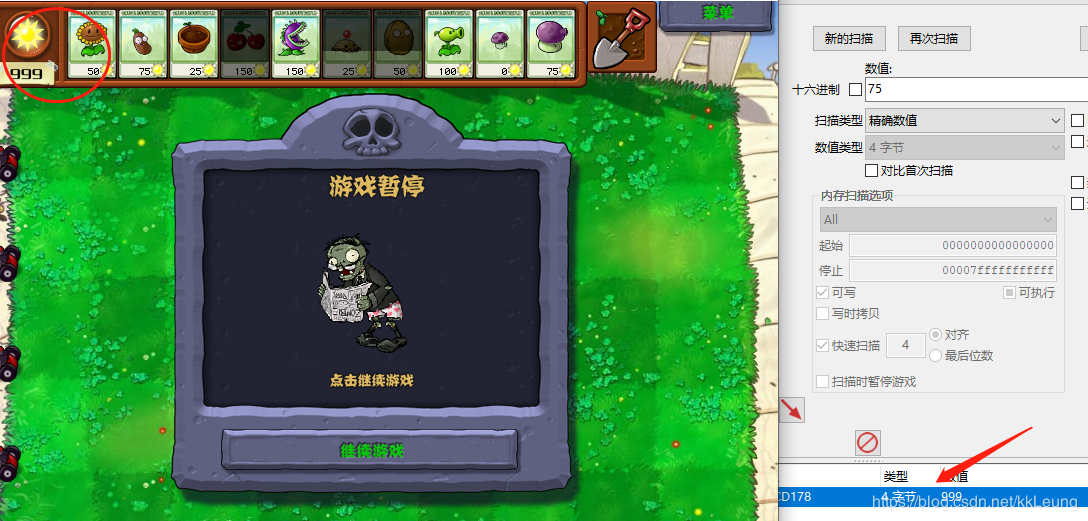 菜单
999
50
75
25
150
150
25
50
100
0
75
游戏暂停
点击继续游戏
继续游戏
新的扫描
再次扫描
数值:
十六进制
75
扫描类型
精确数值
数值类型
4 字节
对比首次扫描
内存扫描选项
All
起始
0000000000000000
停止
00007fffffffffff
可写
可执行
写时拷贝
快速扫描
4
对齐
最后位数
扫描时暂停游戏
类型
数值
CD178
4 字节
999
https://blog.csdn.net/kkLeung